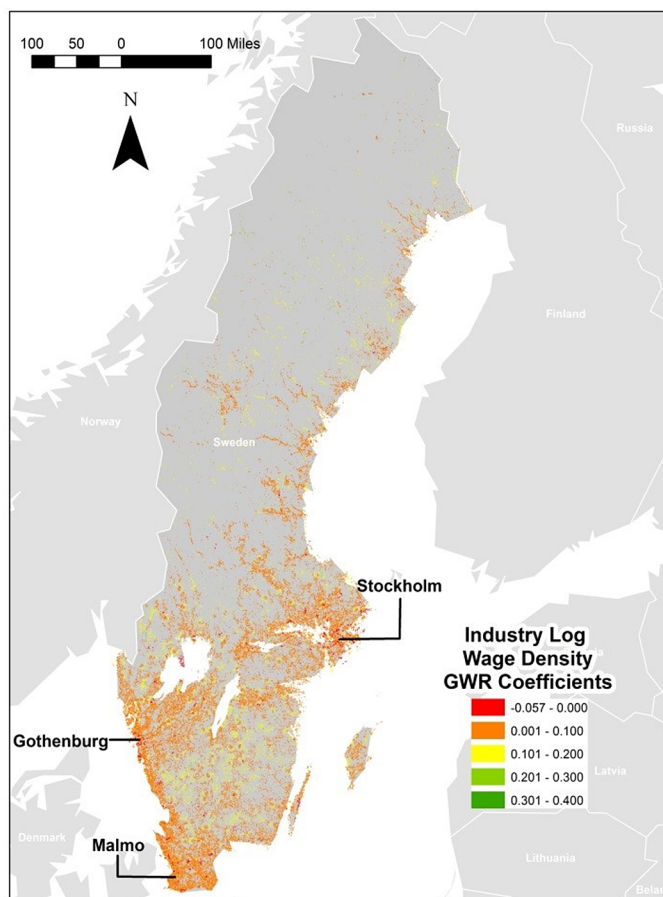 100 50 0 100 Miles
N
Russia
Finland
Norway
Sweden
Stockholm
Industry Log
Wage Density
GWR Coefficients
-0.057 - 0.000
0.001 - 0.100
0.101 - 0.200
0.201 - 0.300
0.301 - 0.400
Gothenburg
Latvia
Denmark
Malmo
Lithuania
Belar